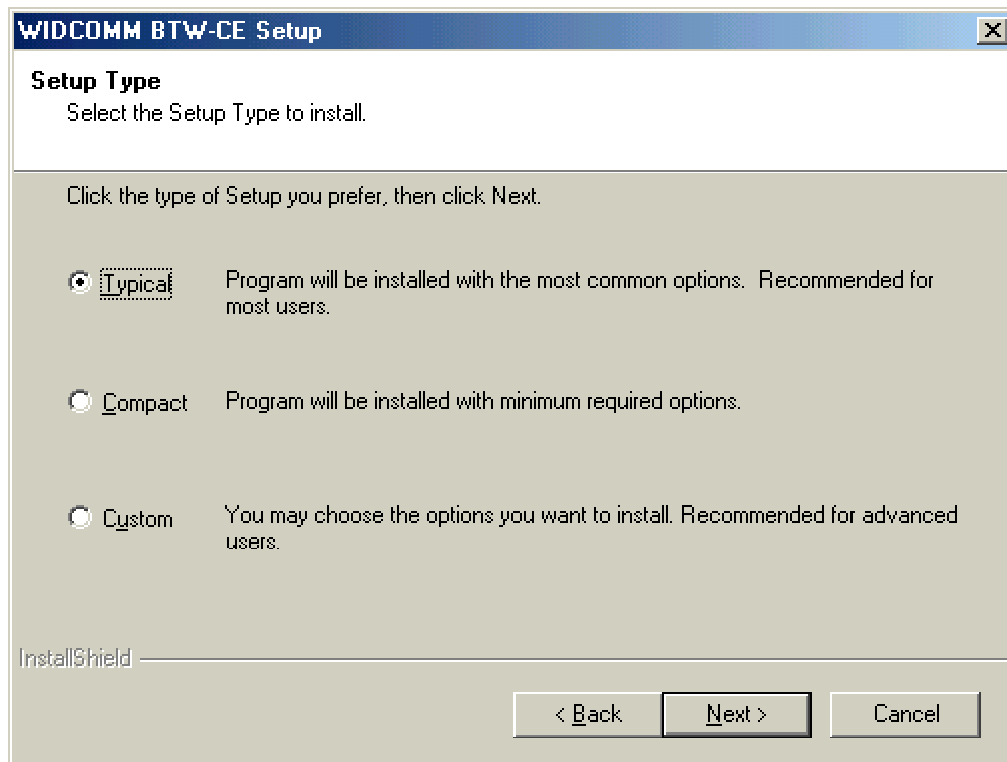 WIDCOMM BTW-CE Setup
Setup Type
Select the Setup Type to install.
Click the type of Setup you prefer, then click Next.
Typical
Program will be installed with the most common options.  Recommended for
most users.
Compact
Program will be installed with minimum required options.
Custom
You may choose the options you want to install. Recommended for advanced
users.
InstallShield
< Back
Next >
Cancel